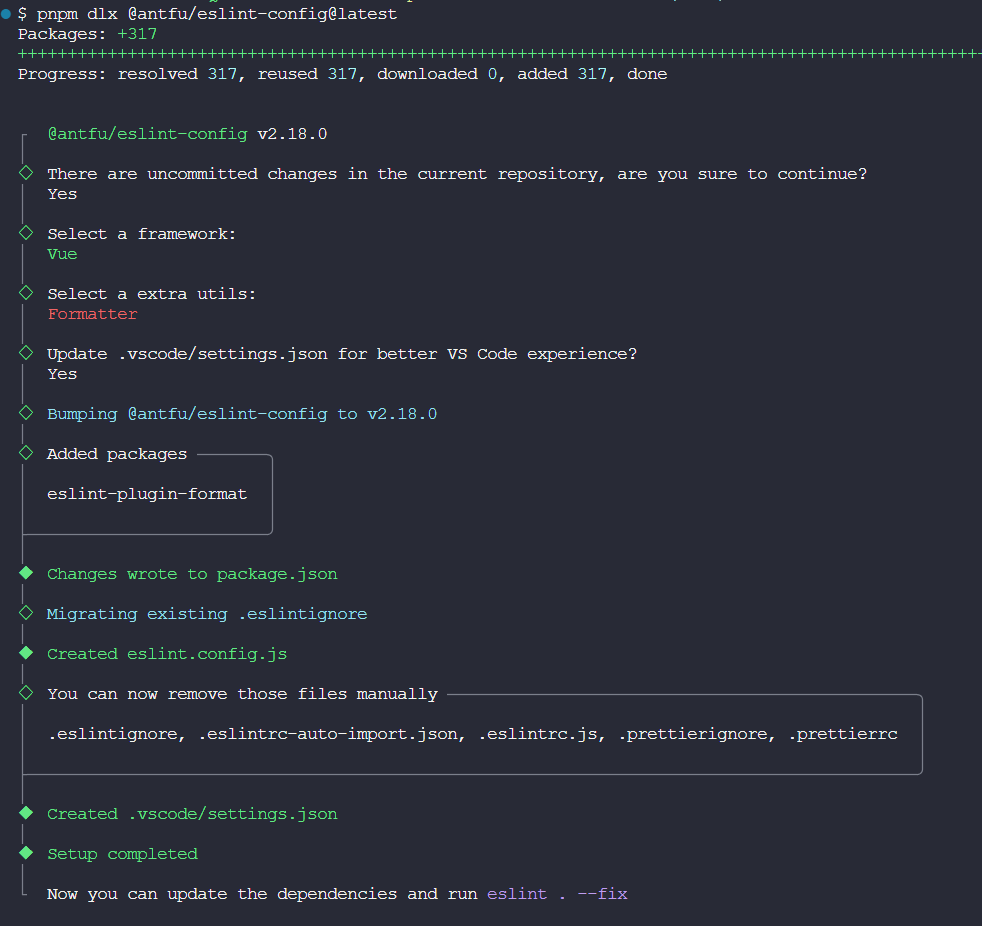 $ pnpm dlx @antfu/eslint-config@latest
Packages: +317
++++++++++++++++++++++++++++++++++++++++++++++++++++++++++++++++++++++++++++++++++++++++++++++++
Progress: resolved 317, reused 317, downloaded 0, added 317, done
@antfu/eslint-config v2.18.0
There are uncommitted changes in the current repository, are you sure to continue?
Yes
Select a framework:
Vue
Select a extra utils:
Formatter
Update .vscode/settings.json for better VS Code experience?
Yes
Bumping @antfu/eslint-config to v2.18.0
Added packages
eslint-plugin-format
Changes wrote to package.json
Migrating existing .eslintignore
Created eslint.config.js
You can now remove those files manually
.eslintignore, .eslintrc-auto-import.json, .eslintrc.js, .prettierignore, .prettierrc
Created .vscode/settings.json
Setup completed
Now you can update the dependencies and run eslint . --fix